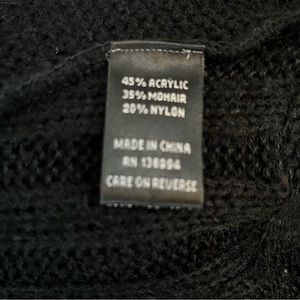 45% ACRYLIC
35% MOHAIR
20% NYLON
MADE IN CHINA
RN 136994
CARE ON REVERSE